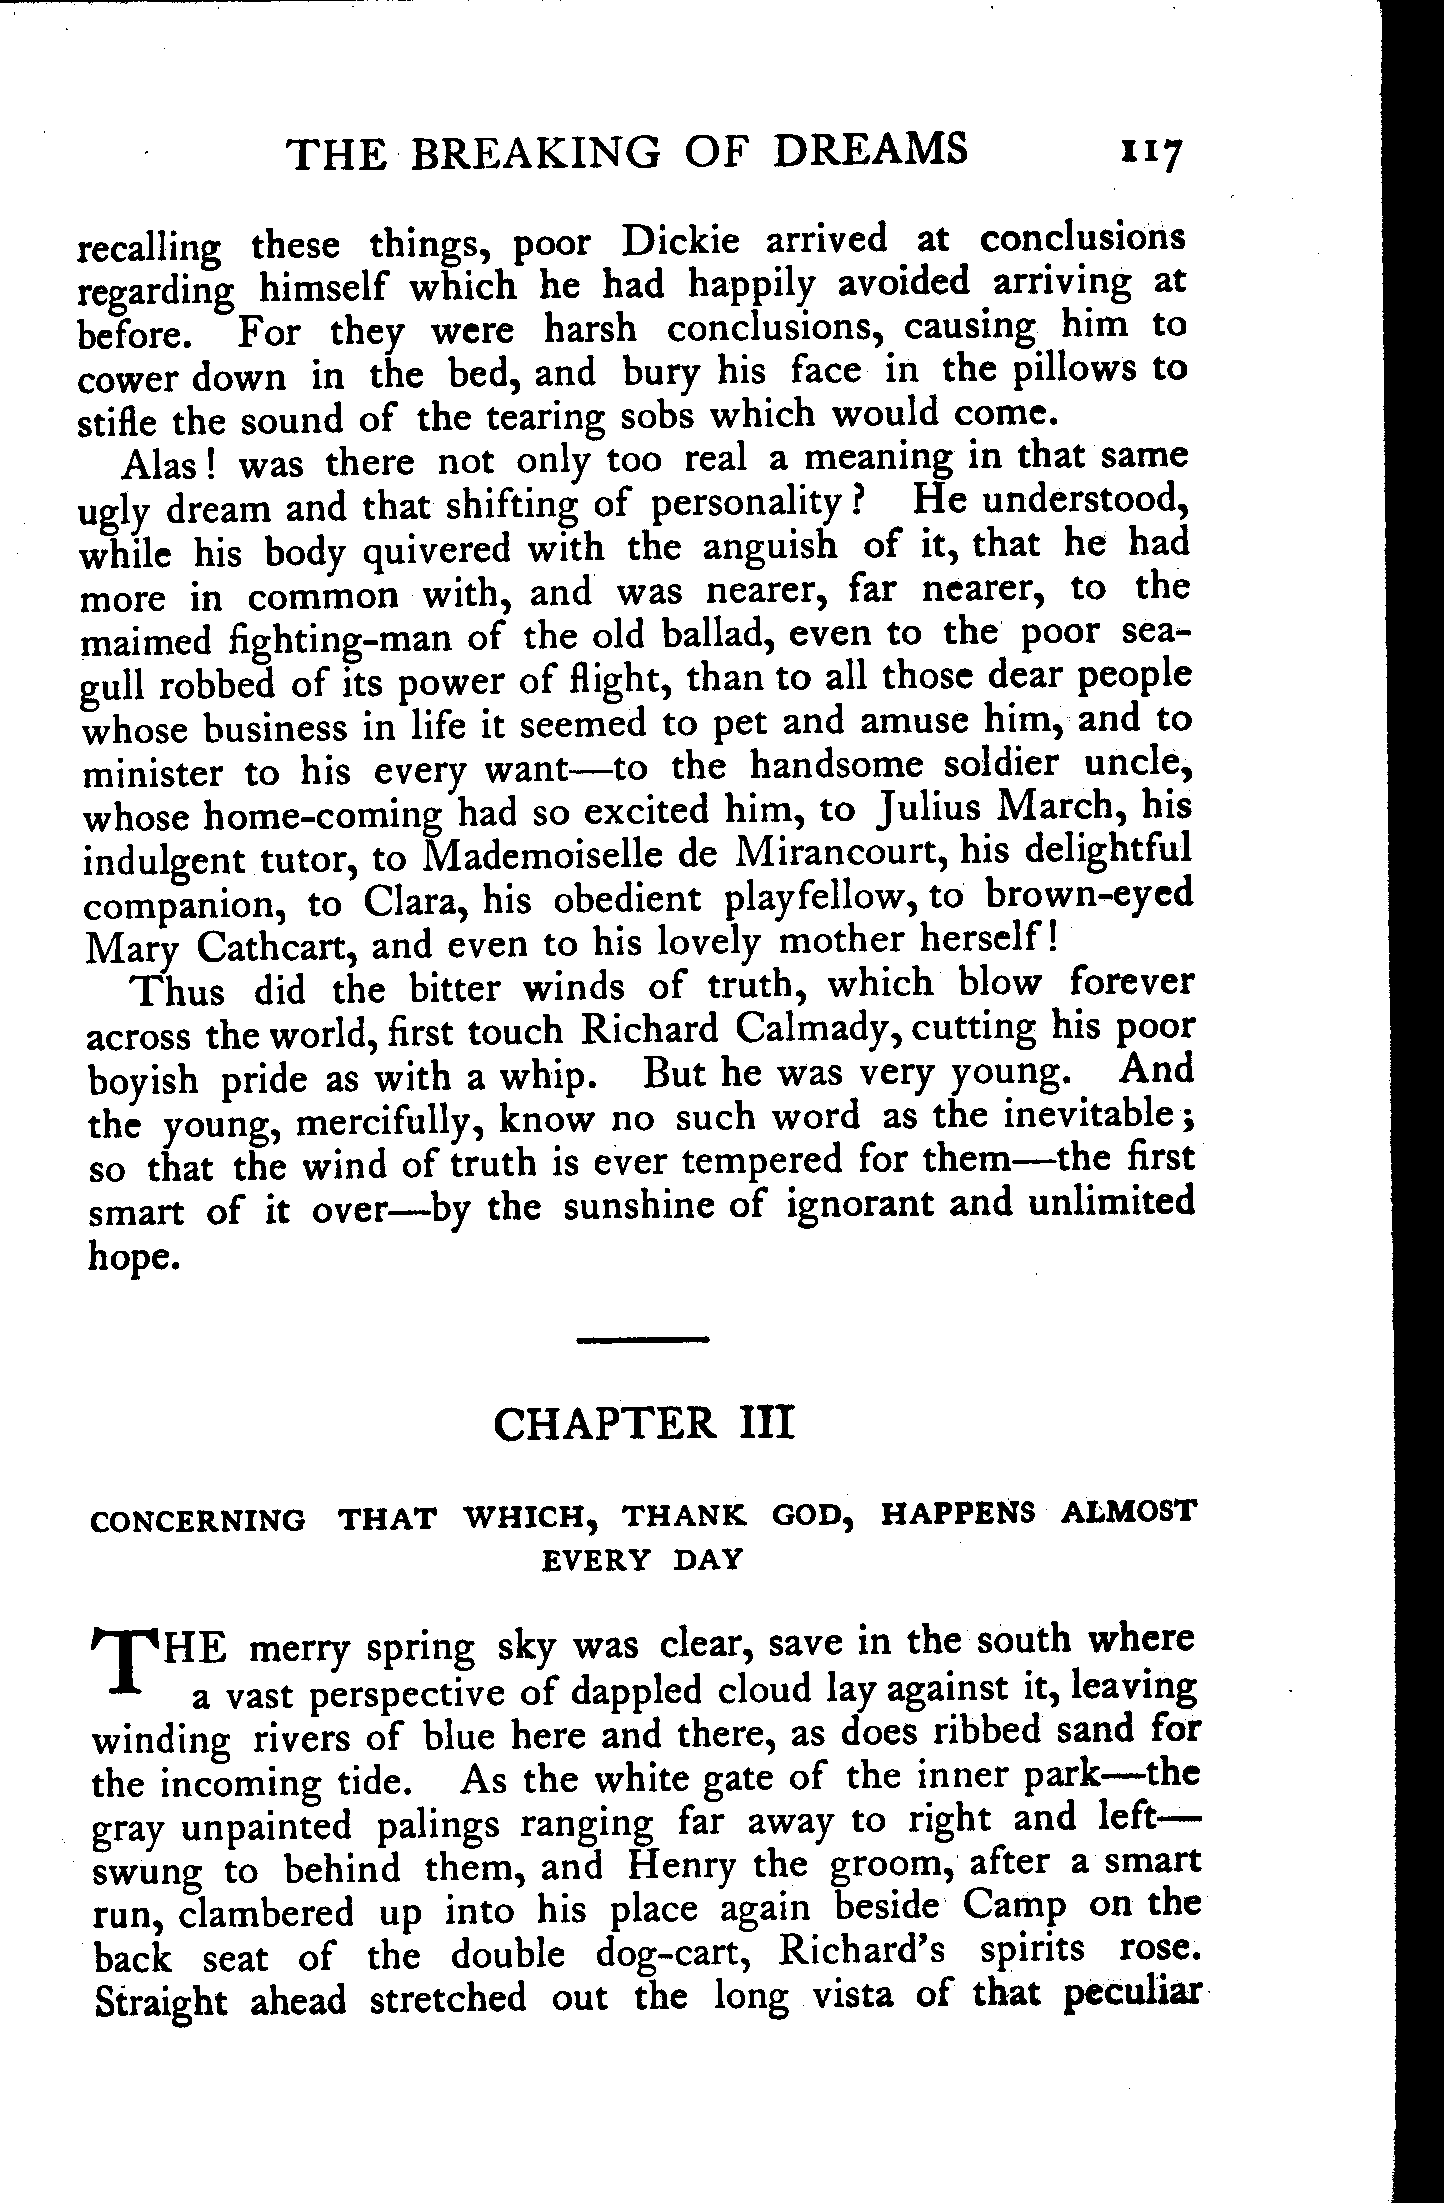 THE BREAKING OF DREAMS 117
recalling these things, poor Dickie arrived at conclusions
regarding himself which he had happily avoided arriving at
before. For they were harsh conclusions, causing him to
cower down in the bed, and bury his face in the pillows to
stifle the sound of the tearing sobs which would come.
Alas! was there not only too real a meaning in that same
ugly dream and that shifting of personality? He understood,
while his body quivered with the anguish of it, that he had
more in common with, and was nearer, far nearer, to the
maimed fighting-man of the old ballad, even to the poor sea-
gull robbed of its power of flight, than to all those dear people
whose business in life it seemed to pet and amuse him, and to
minister to his every want—to the handsome soldier uncle,
whose home-coming had so excited him, to Julius March, his
indulgent tutor, to Mademoiselle de Mirancourt, his delightful
companion, to Clara, his obedient playfellow, to brown-eyed
Mary Cathcart, and even to his lovely mother herself!
Thus did the bitter winds of truth, which blow forever
across the world, first touch Richard Calmady, cutting his poor
boyish pride as with a whip. But he was very young. And
the young, mercifully, know no such word as the inevitable;
so that the wind of truth is ever tempered for them—the first
smart of it over—by the sunshine of ignorant and unlimited
hope.
CHAPTER III
CONCERNING THAT WHICH, THANK GOD, HAPPENS ALMOST
EVERY DAY
THE merry spring sky was clear, save in the south where
a vast perspective of dappled cloud lay against it, leaving
winding rivers of blue here and there, as does ribbed sand for
the incoming tide. As the white gate of the inner park—the
gray unpainted palings ranging far away to right and left—
swung to behind them, and Henry the groom, after a smart
run, clambered up into his place again beside Camp on the
back seat of the double dog-cart, Richard's spirits rose.
Straight ahead stretched out the long vista of that peculiar